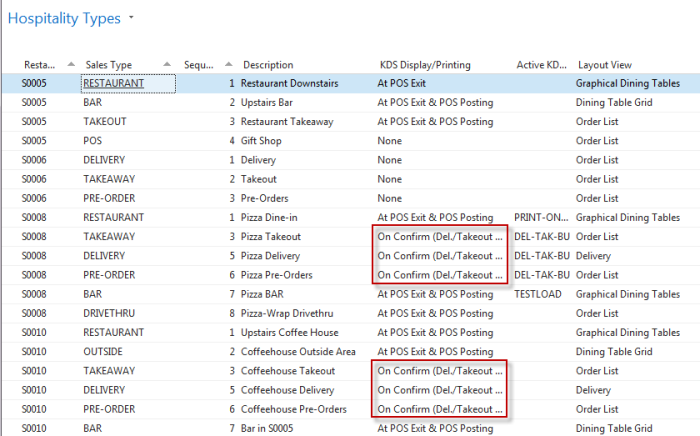 Hospitality Types
Resta... Sales Type Sequ... Description KDS Display/Printing Active KD... Layout View
S0005 RESTAURANT 1 Restaurant Downstairs At POS Exit Graphical Dining Tables
S0005 BAR 2 Upstairs Bar At POS Exit & POS Posting Dining Table Grid
S0005 TAKEOUT 3 Restaurant Takeaway At POS Exit & POS Posting Order List
S0005 POS 4 Gift Shop None Order List
S0006 DELIVERY 1 Delivery None Order List
S0006 TAKEAWAY 2 Takeout None Order List
S0006 PRE-ORDER 3 Pre-Orders None Order List
S0008 RESTAURANT 1 Pizza Dine-in At POS Exit & POS Posting PRINT-ON... Graphical Dining Tables
S0008 TAKEAWAY 3 Pizza Takeout On Confirm (Del./Takeout ... DEL-TAK-BU Order List
S0008 DELIVERY 5 Pizza Delivery On Confirm (Del./Takeout ... DEL-TAK-BU Delivery
S0008 PRE-ORDER 6 Pizza Pre-Orders On Confirm (Del./Takeout ... DEL-TAK-BU Order List
S0008 BAR 7 Pizza BAR At POS Exit & POS Posting TESTLOAD Graphical Dining Tables
S0008 DRIVETHRU 8 Pizza-Wrap Drivethru At POS Exit & POS Posting Order List
S0010 RESTAURANT 1 Upstairs Coffee House At POS Exit & POS Posting Graphical Dining Tables
S0010 OUTSIDE 2 Coffeehouse Outside Area At POS Exit & POS Posting Dining Table Grid
S0010 TAKEAWAY 3 Coffeehouse Takeout On Confirm (Del./Takeout ... Order List
S0010 DELIVERY 5 Coffeehouse Delivery On Confirm (Del./Takeout ... Delivery
S0010 PRE-ORDER 6 Coffeehouse Pre-Orders On Confirm (Del./Takeout ... Order List
S0010 BAR 7 Bar in S0005 At POS Exit & POS Posting Graphical Dining Tables